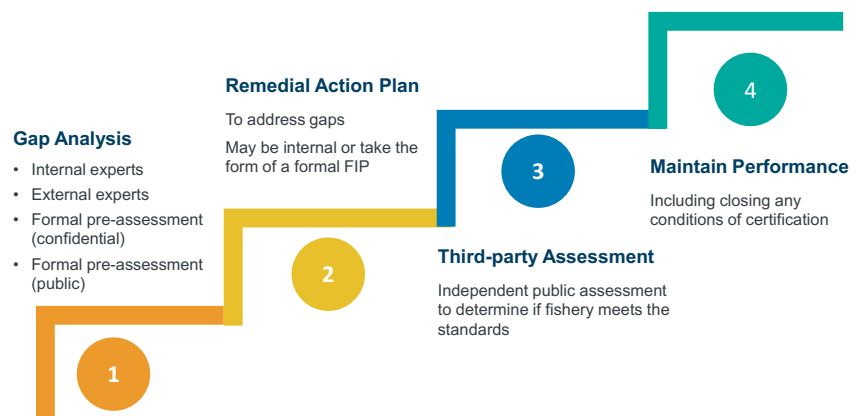 Gap Analysis
• Internal experts
• External experts
• Formal pre-assessment
(confidential)
• Formal pre-assessment
(public)
1
Remedial Action Plan
To address gaps
May be internal or take the
form of a formal FIP
2
3
Third-party Assessment
Independent public assessment
to determine if fishery meets the
standards
4
Maintain Performance
Including closing any
conditions of certification